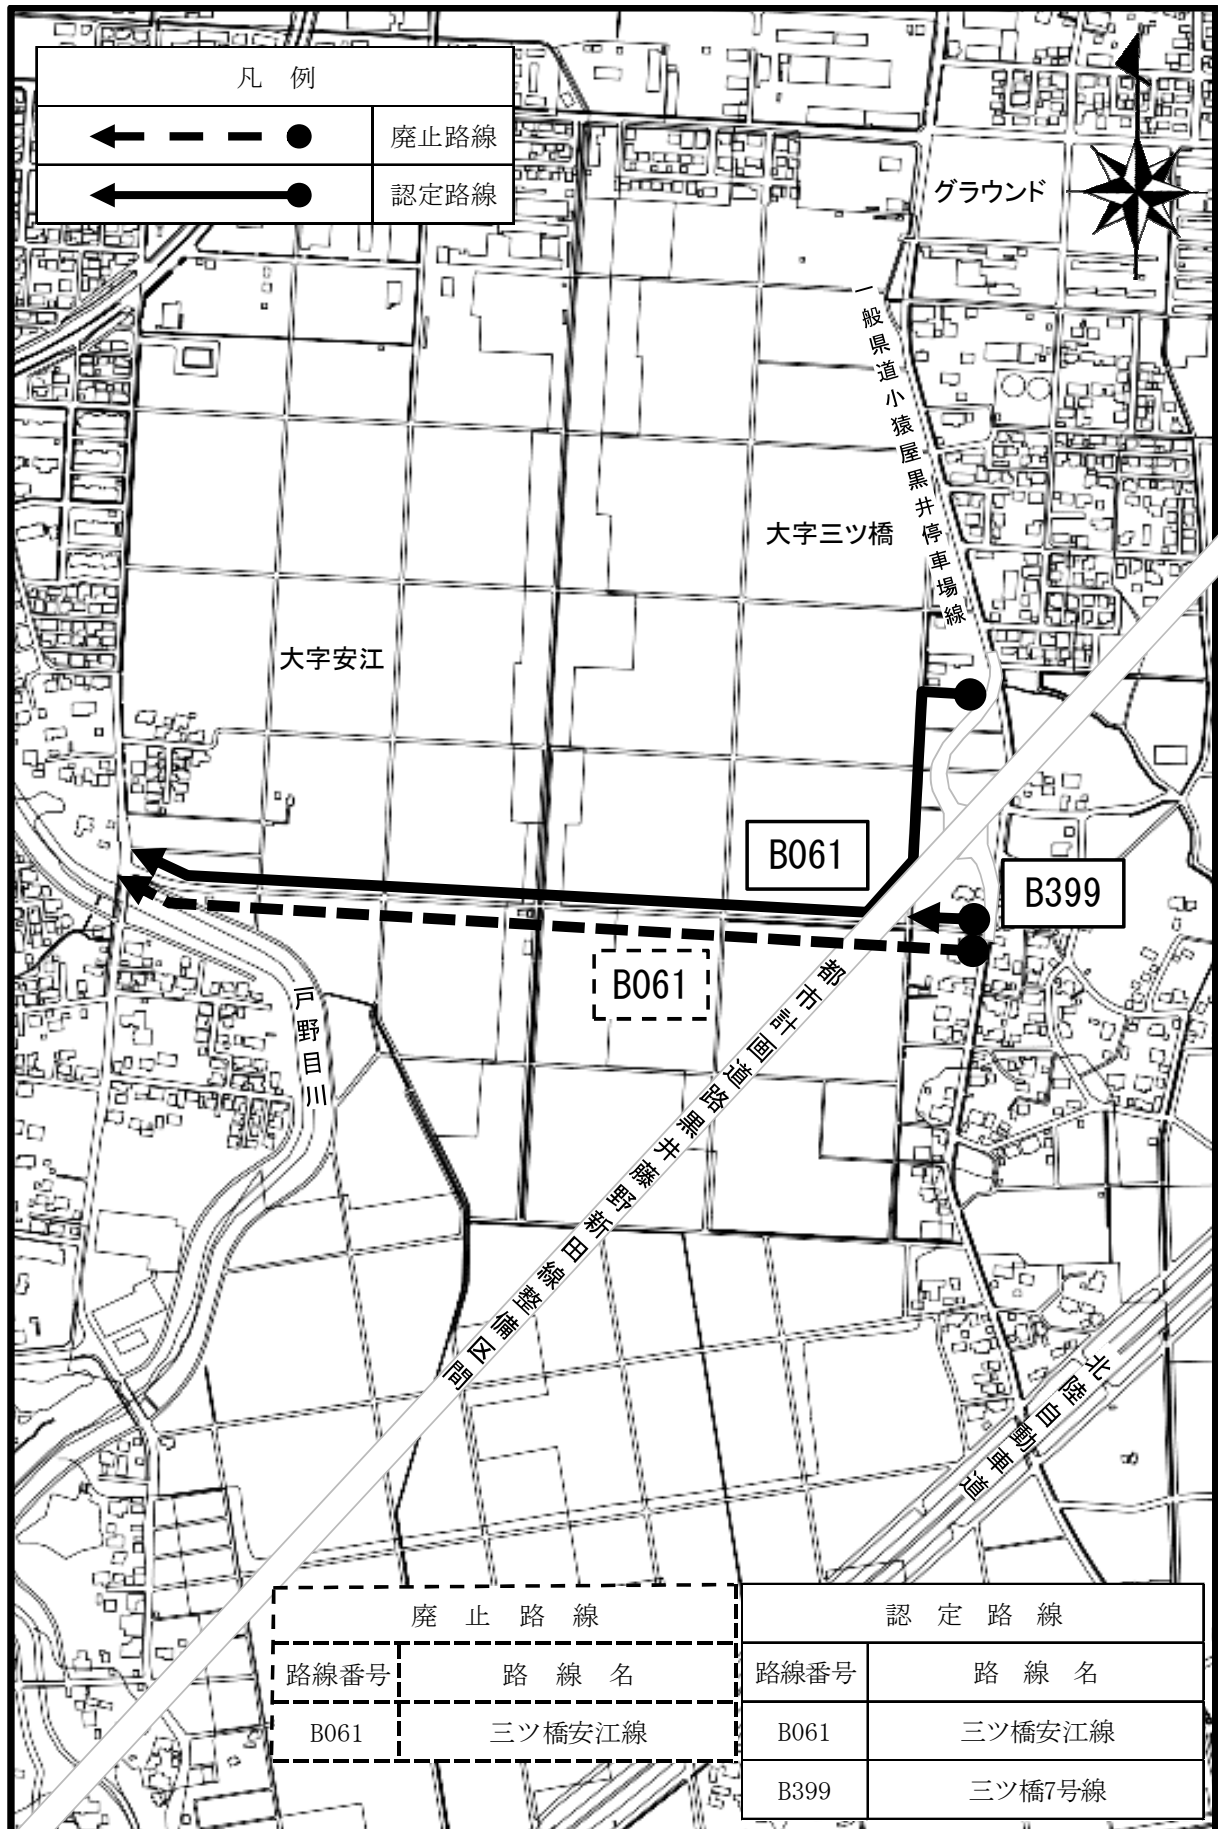 凡 例
廃止路線
認定路線
グラウンド
一般県道小猿屋黒井停車場線
大字三ツ橋
大字安江
B061
B399
B061
戸野目川
都市計画道路黒井藤野新田線整備区間
北陸自動車道
廃 止 路 線
路線番号 路 線 名
B061 三ツ橋安江線
認 定 路 線
路線番号 路 線 名
B061 三ツ橋安江線
B399 三ツ橋7号線